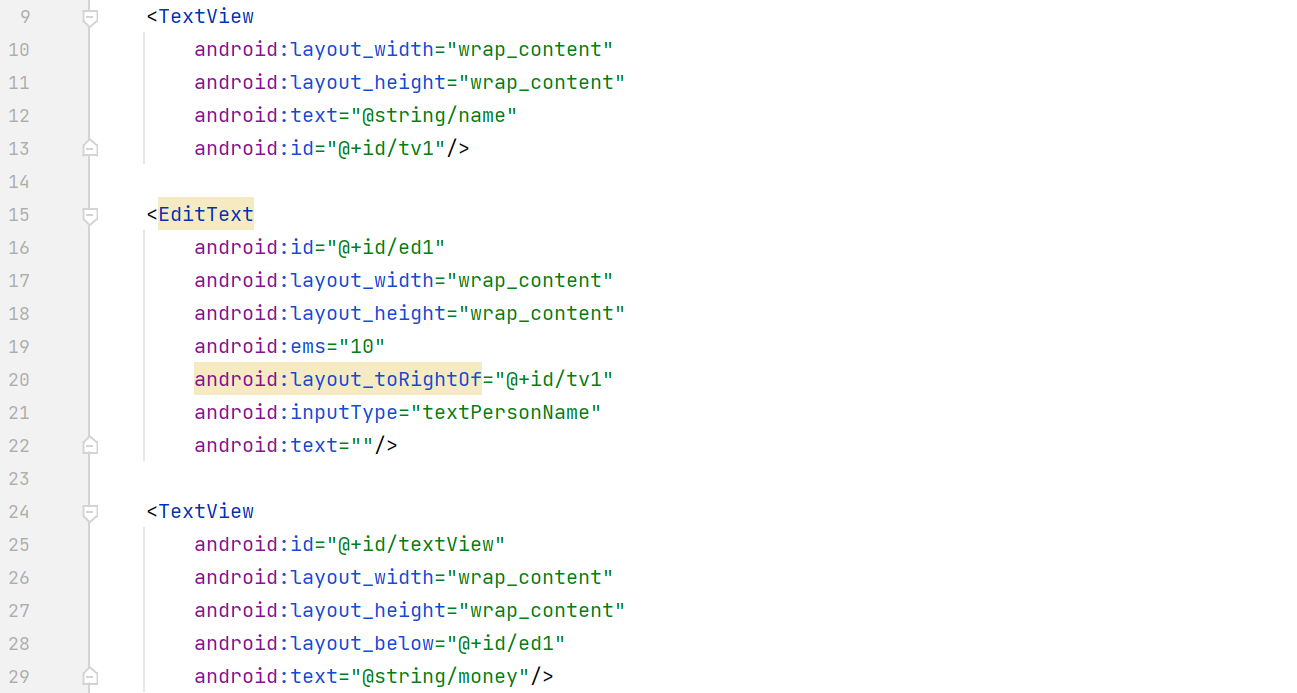 9 <TextView
10 android:layout_width="wrap_content"
11 android:layout_height="wrap_content"
12 android:text="@string/name"
13 android:id="@+id/tv1"/>
14
15 <EditText
16 android:id="@+id/ed1"
17 android:layout_width="wrap_content"
18 android:layout_height="wrap_content"
19 android:ems="10"
20 android:layout_toRightOf="@+id/tv1"
21 android:inputType="textPersonName"
22 android:text=""/>
23
24 <TextView
25 android:id="@+id/textView"
26 android:layout_width="wrap_content"
27 android:layout_height="wrap_content"
28 android:layout_below="@+id/ed1"
29 android:text="@string/money"/>